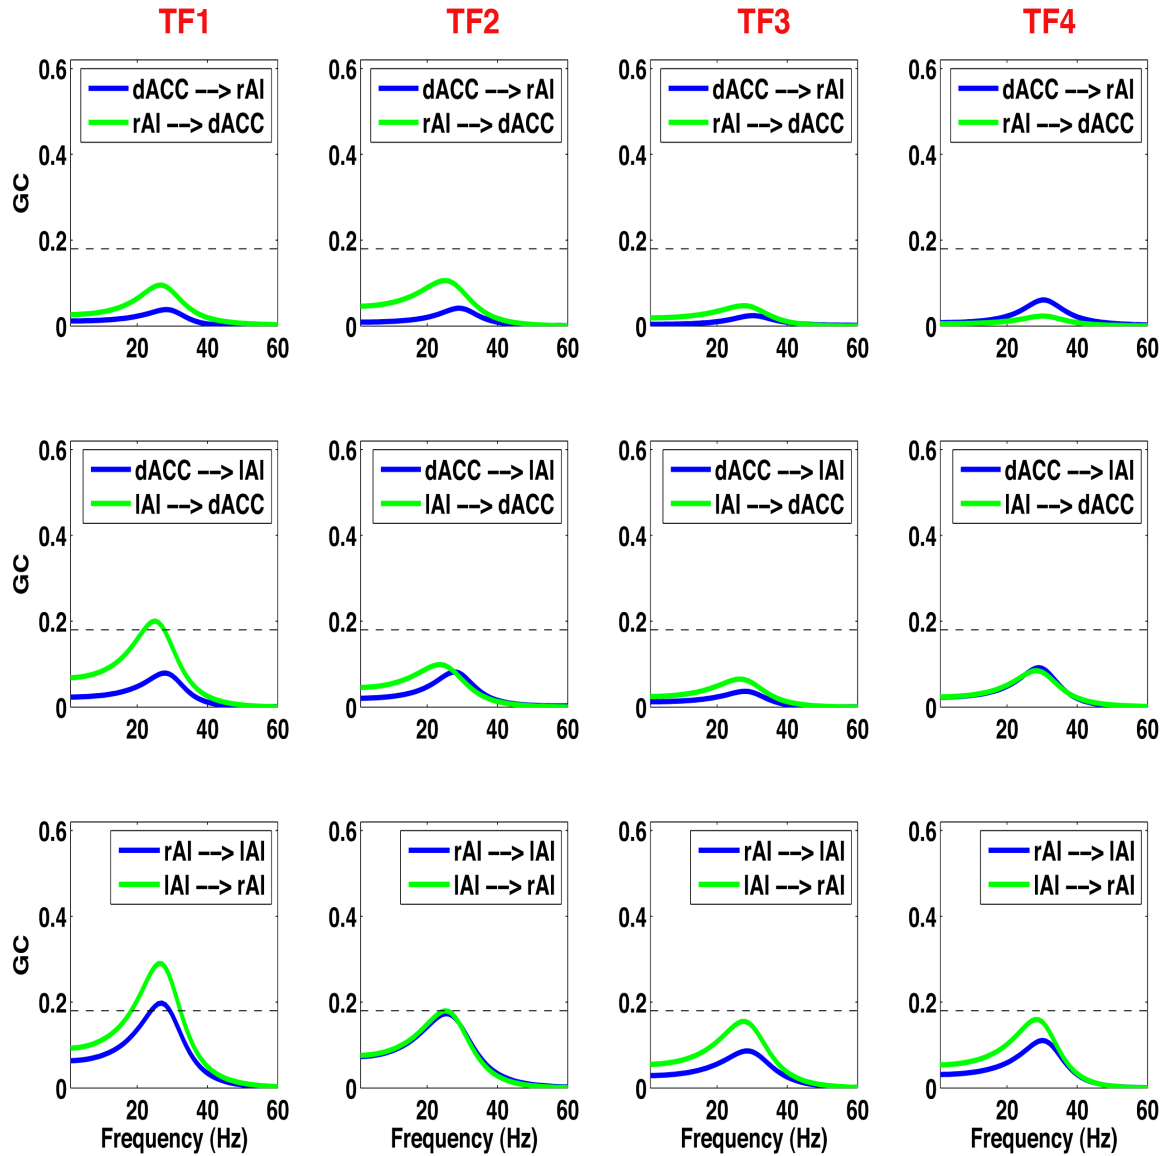 TF1 TF2 TF3 TF4
0.6 0.6 0.6 0.6
dACC —–> rAI dACC —–> rAI dACC —–> rAI dACC —–> rAI
rAI —–> dACC rAI —–> dACC rAI —–> dACC rAI —–> dACC
0.4 0.4 0.4 0.4
GC
0.2 0.2 0.2 0.2
0 0 0 0
20 40 60 20 40 60 20 40 60 20 40 60
0.6 0.6 0.6 0.6
dACC —–> lAI dACC —–> lAI dACC —–> lAI dACC —–> lAI
lAI —–> dACC lAI —–> dACC lAI —–> dACC lAI —–> dACC
0.4 0.4 0.4 0.4
GC
0.2 0.2 0.2 0.2
0 0 0 0
20 40 60 20 40 60 20 40 60 20 40 60
0.6 0.6 0.6 0.6
rAI —–> lAI rAI —–> lAI rAI —–> lAI rAI —–> lAI
lAI —–> rAI lAI —–> rAI lAI —–> rAI lAI —–> rAI
0.4 0.4 0.4 0.4
GC
0.2 0.2 0.2 0.2
0 0 0 0
20 40 60 20 40 60 20 40 60 20 40 60
Frequency (Hz) Frequency (Hz) Frequency (Hz) Frequency (Hz)